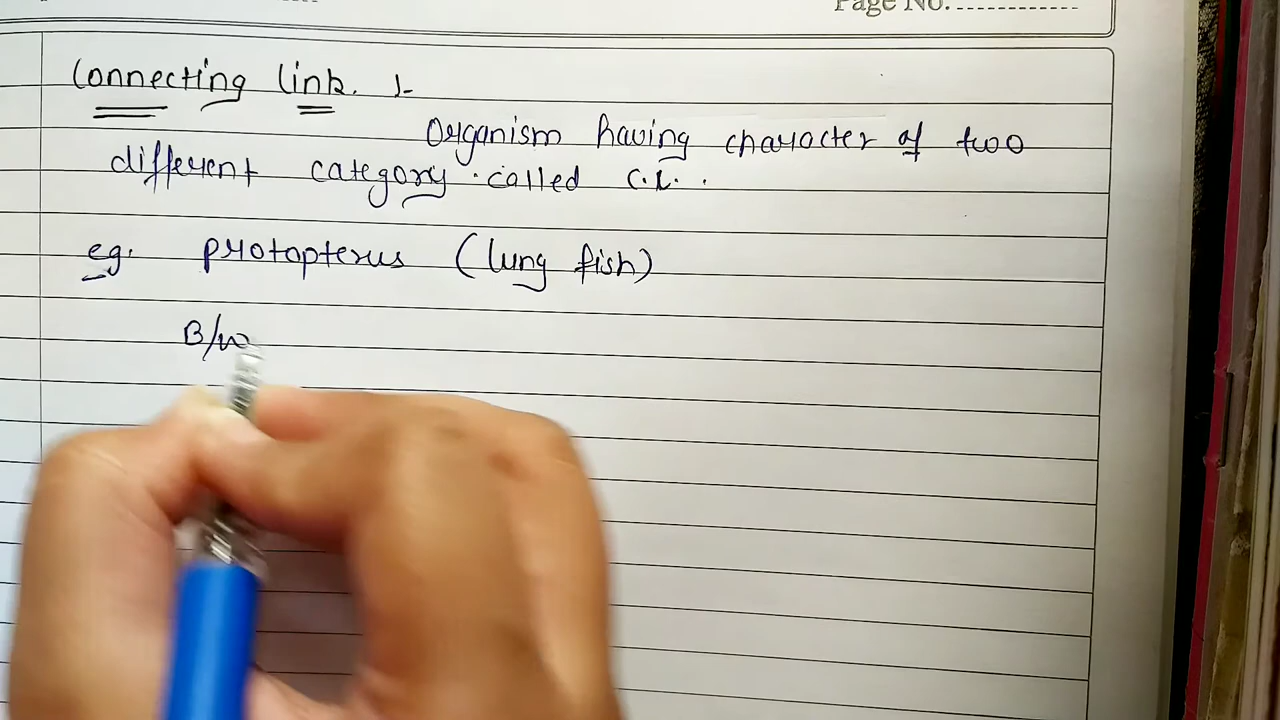 Page No.
Connecting link :-
Organism having character of two
different category called C.L.
eg. protopterus (lung fish)
B/w